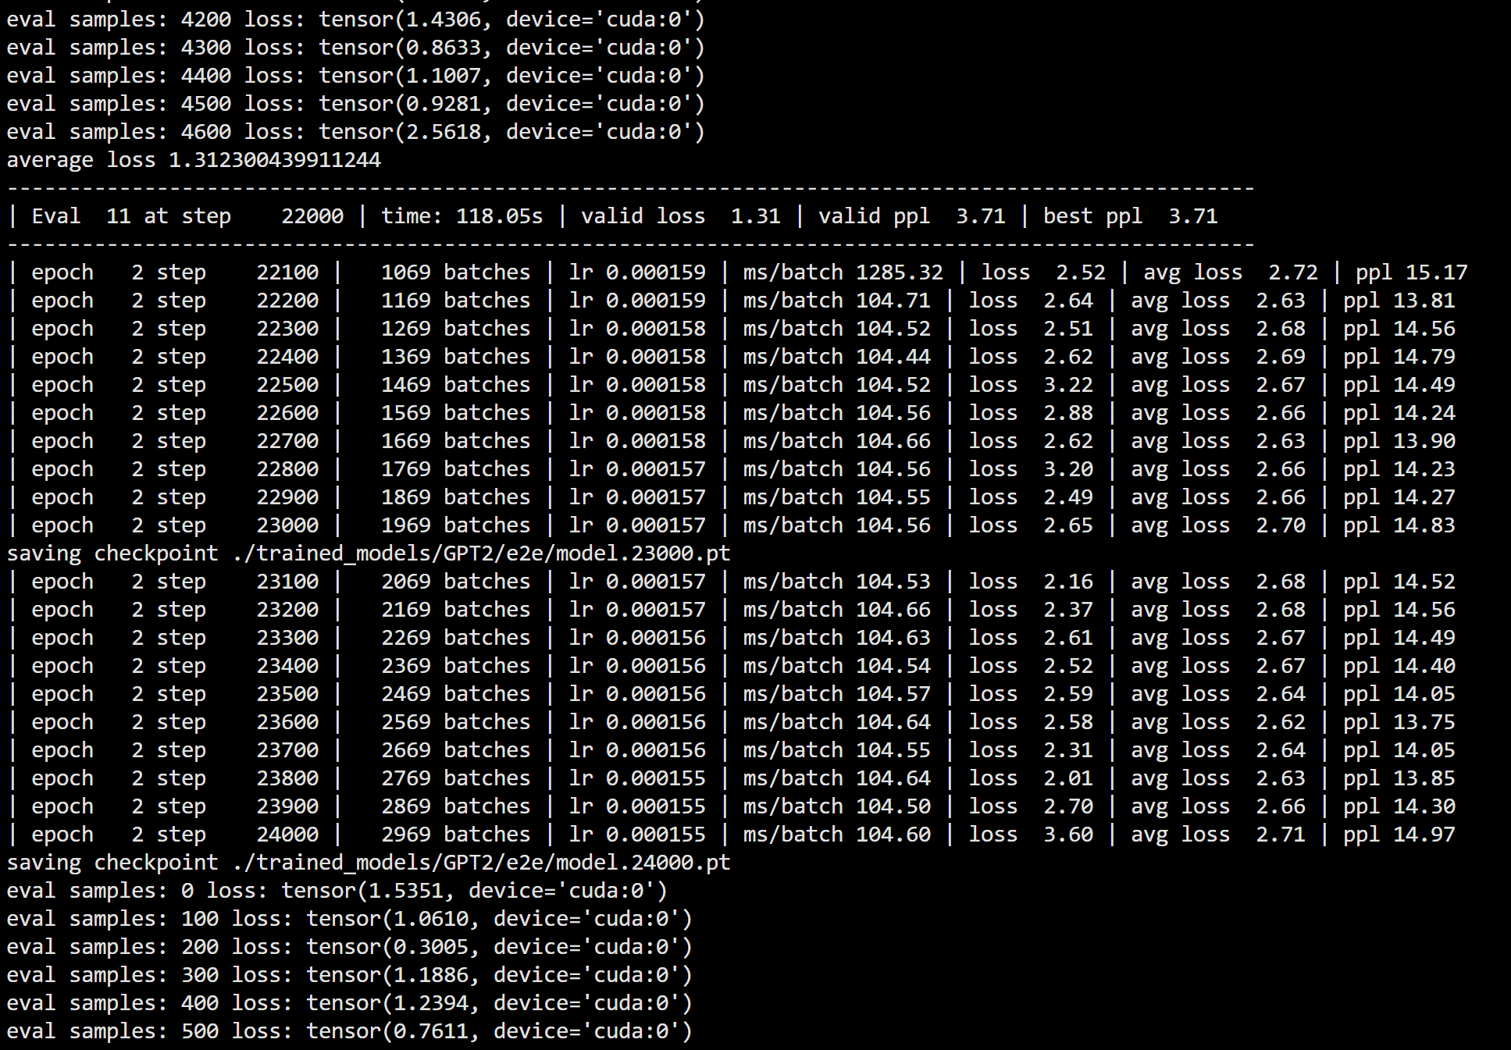 eval samples: 4200 loss: tensor(1.4306, device='cuda:0')
eval samples: 4300 loss: tensor(0.8633, device='cuda:0')
eval samples: 4400 loss: tensor(1.1007, device='cuda:0')
eval samples: 4500 loss: tensor(0.9281, device='cuda:0')
eval samples: 4600 loss: tensor(2.5618, device='cuda:0')
average loss 1.312300439911244
----------------------------------------------------------------------------------------------------
| Eval  11 at step    22000 | time: 118.05s | valid loss  1.31 | valid ppl  3.71 | best ppl  3.71
----------------------------------------------------------------------------------------------------
| epoch   2 step    22100 |   1069 batches | lr 0.000159 | ms/batch 1285.32 | loss  2.52 | avg loss  2.72 | ppl 15.17
| epoch   2 step    22200 |   1169 batches | lr 0.000159 | ms/batch 104.71 | loss  2.64 | avg loss  2.63 | ppl 13.81
| epoch   2 step    22300 |   1269 batches | lr 0.000158 | ms/batch 104.52 | loss  2.51 | avg loss  2.68 | ppl 14.56
| epoch   2 step    22400 |   1369 batches | lr 0.000158 | ms/batch 104.44 | loss  2.62 | avg loss  2.69 | ppl 14.79
| epoch   2 step    22500 |   1469 batches | lr 0.000158 | ms/batch 104.52 | loss  3.22 | avg loss  2.67 | ppl 14.49
| epoch   2 step    22600 |   1569 batches | lr 0.000158 | ms/batch 104.56 | loss  2.88 | avg loss  2.66 | ppl 14.24
| epoch   2 step    22700 |   1669 batches | lr 0.000158 | ms/batch 104.66 | loss  2.62 | avg loss  2.63 | ppl 13.90
| epoch   2 step    22800 |   1769 batches | lr 0.000157 | ms/batch 104.56 | loss  3.20 | avg loss  2.66 | ppl 14.23
| epoch   2 step    22900 |   1869 batches | lr 0.000157 | ms/batch 104.55 | loss  2.49 | avg loss  2.66 | ppl 14.27
| epoch   2 step    23000 |   1969 batches | lr 0.000157 | ms/batch 104.56 | loss  2.65 | avg loss  2.70 | ppl 14.83
saving checkpoint ./trained_models/GPT2/e2e/model.23000.pt
| epoch   2 step    23100 |   2069 batches | lr 0.000157 | ms/batch 104.53 | loss  2.16 | avg loss  2.68 | ppl 14.52
| epoch   2 step    23200 |   2169 batches | lr 0.000157 | ms/batch 104.66 | loss  2.37 | avg loss  2.68 | ppl 14.56
| epoch   2 step    23300 |   2269 batches | lr 0.000156 | ms/batch 104.63 | loss  2.61 | avg loss  2.67 | ppl 14.49
| epoch   2 step    23400 |   2369 batches | lr 0.000156 | ms/batch 104.54 | loss  2.52 | avg loss  2.67 | ppl 14.40
| epoch   2 step    23500 |   2469 batches | lr 0.000156 | ms/batch 104.57 | loss  2.59 | avg loss  2.64 | ppl 14.05
| epoch   2 step    23600 |   2569 batches | lr 0.000156 | ms/batch 104.64 | loss  2.58 | avg loss  2.62 | ppl 13.75
| epoch   2 step    23700 |   2669 batches | lr 0.000156 | ms/batch 104.55 | loss  2.31 | avg loss  2.64 | ppl 14.05
| epoch   2 step    23800 |   2769 batches | lr 0.000155 | ms/batch 104.64 | loss  2.01 | avg loss  2.63 | ppl 13.85
| epoch   2 step    23900 |   2869 batches | lr 0.000155 | ms/batch 104.50 | loss  2.70 | avg loss  2.66 | ppl 14.30
| epoch   2 step    24000 |   2969 batches | lr 0.000155 | ms/batch 104.60 | loss  3.60 | avg loss  2.71 | ppl 14.97
saving checkpoint ./trained_models/GPT2/e2e/model.24000.pt
eval samples: 0 loss: tensor(1.5351, device='cuda:0')
eval samples: 100 loss: tensor(1.0610, device='cuda:0')
eval samples: 200 loss: tensor(0.3005, device='cuda:0')
eval samples: 300 loss: tensor(1.1886, device='cuda:0')
eval samples: 400 loss: tensor(1.2394, device='cuda:0')
eval samples: 500 loss: tensor(0.7611, device='cuda:0')